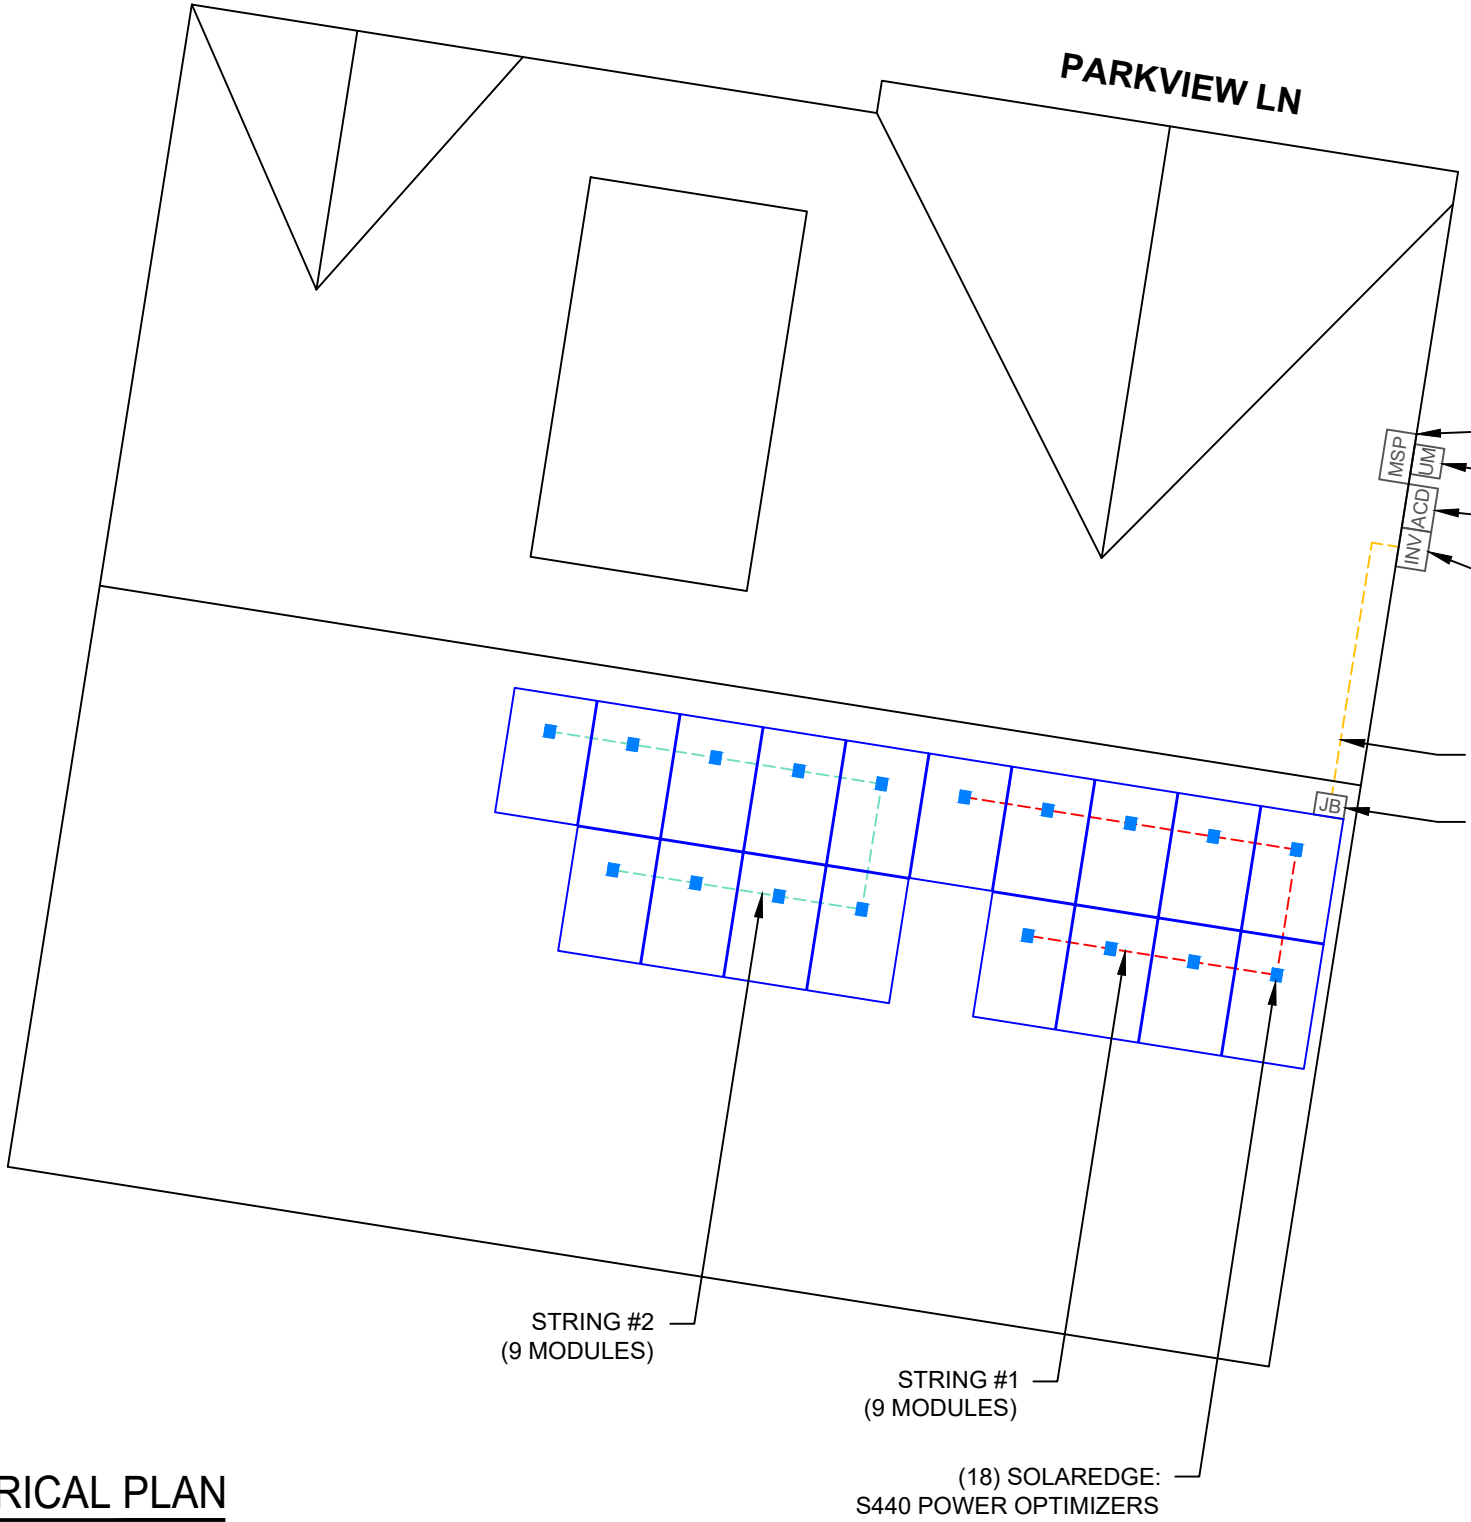 PARKVIEW LN
MSP
UM
ACD
INV
JB
STRING #2
(9 MODULES)
STRING #1
(9 MODULES)
(18) SOLAREDGE:
S440 POWER OPTIMIZERS
RICAL PLAN